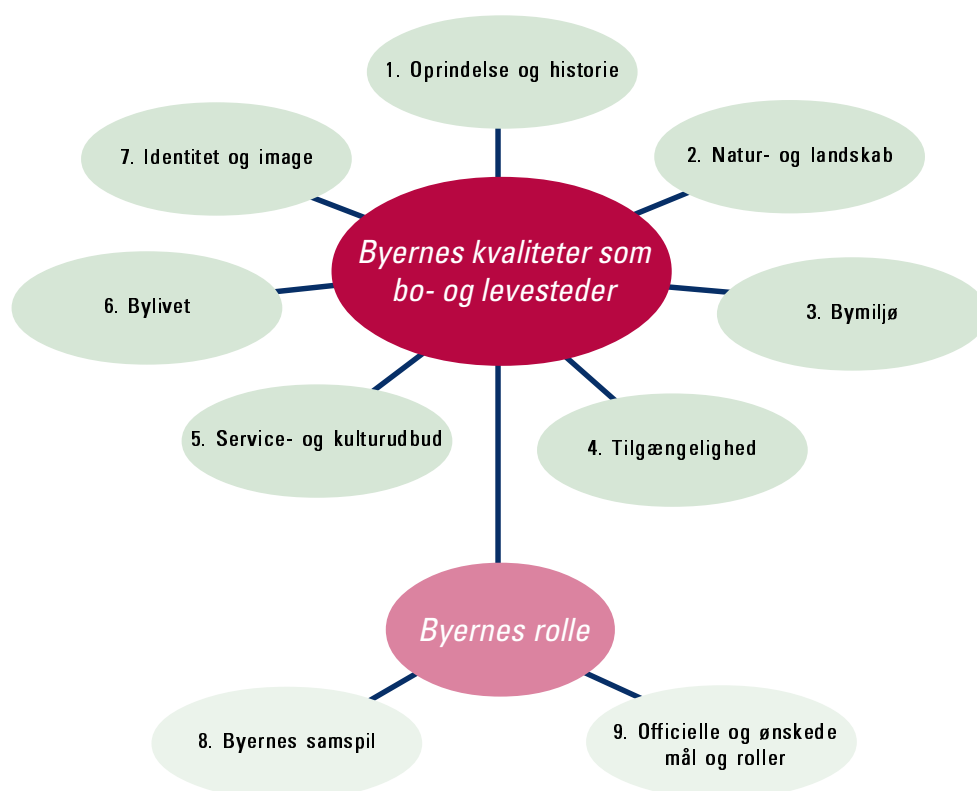 1. Oprindelse og historie
7. Identitet og image
2. Natur- og landskab
Byernes kvaliteter som
bo- og levesteder
6. Bylivet
3. Bymiljø
5. Service- og kulturudbud
4. Tilgængelighed
Byernes rolle
8. Byernes samspil
9. Officielle og ønskede
mål og roller